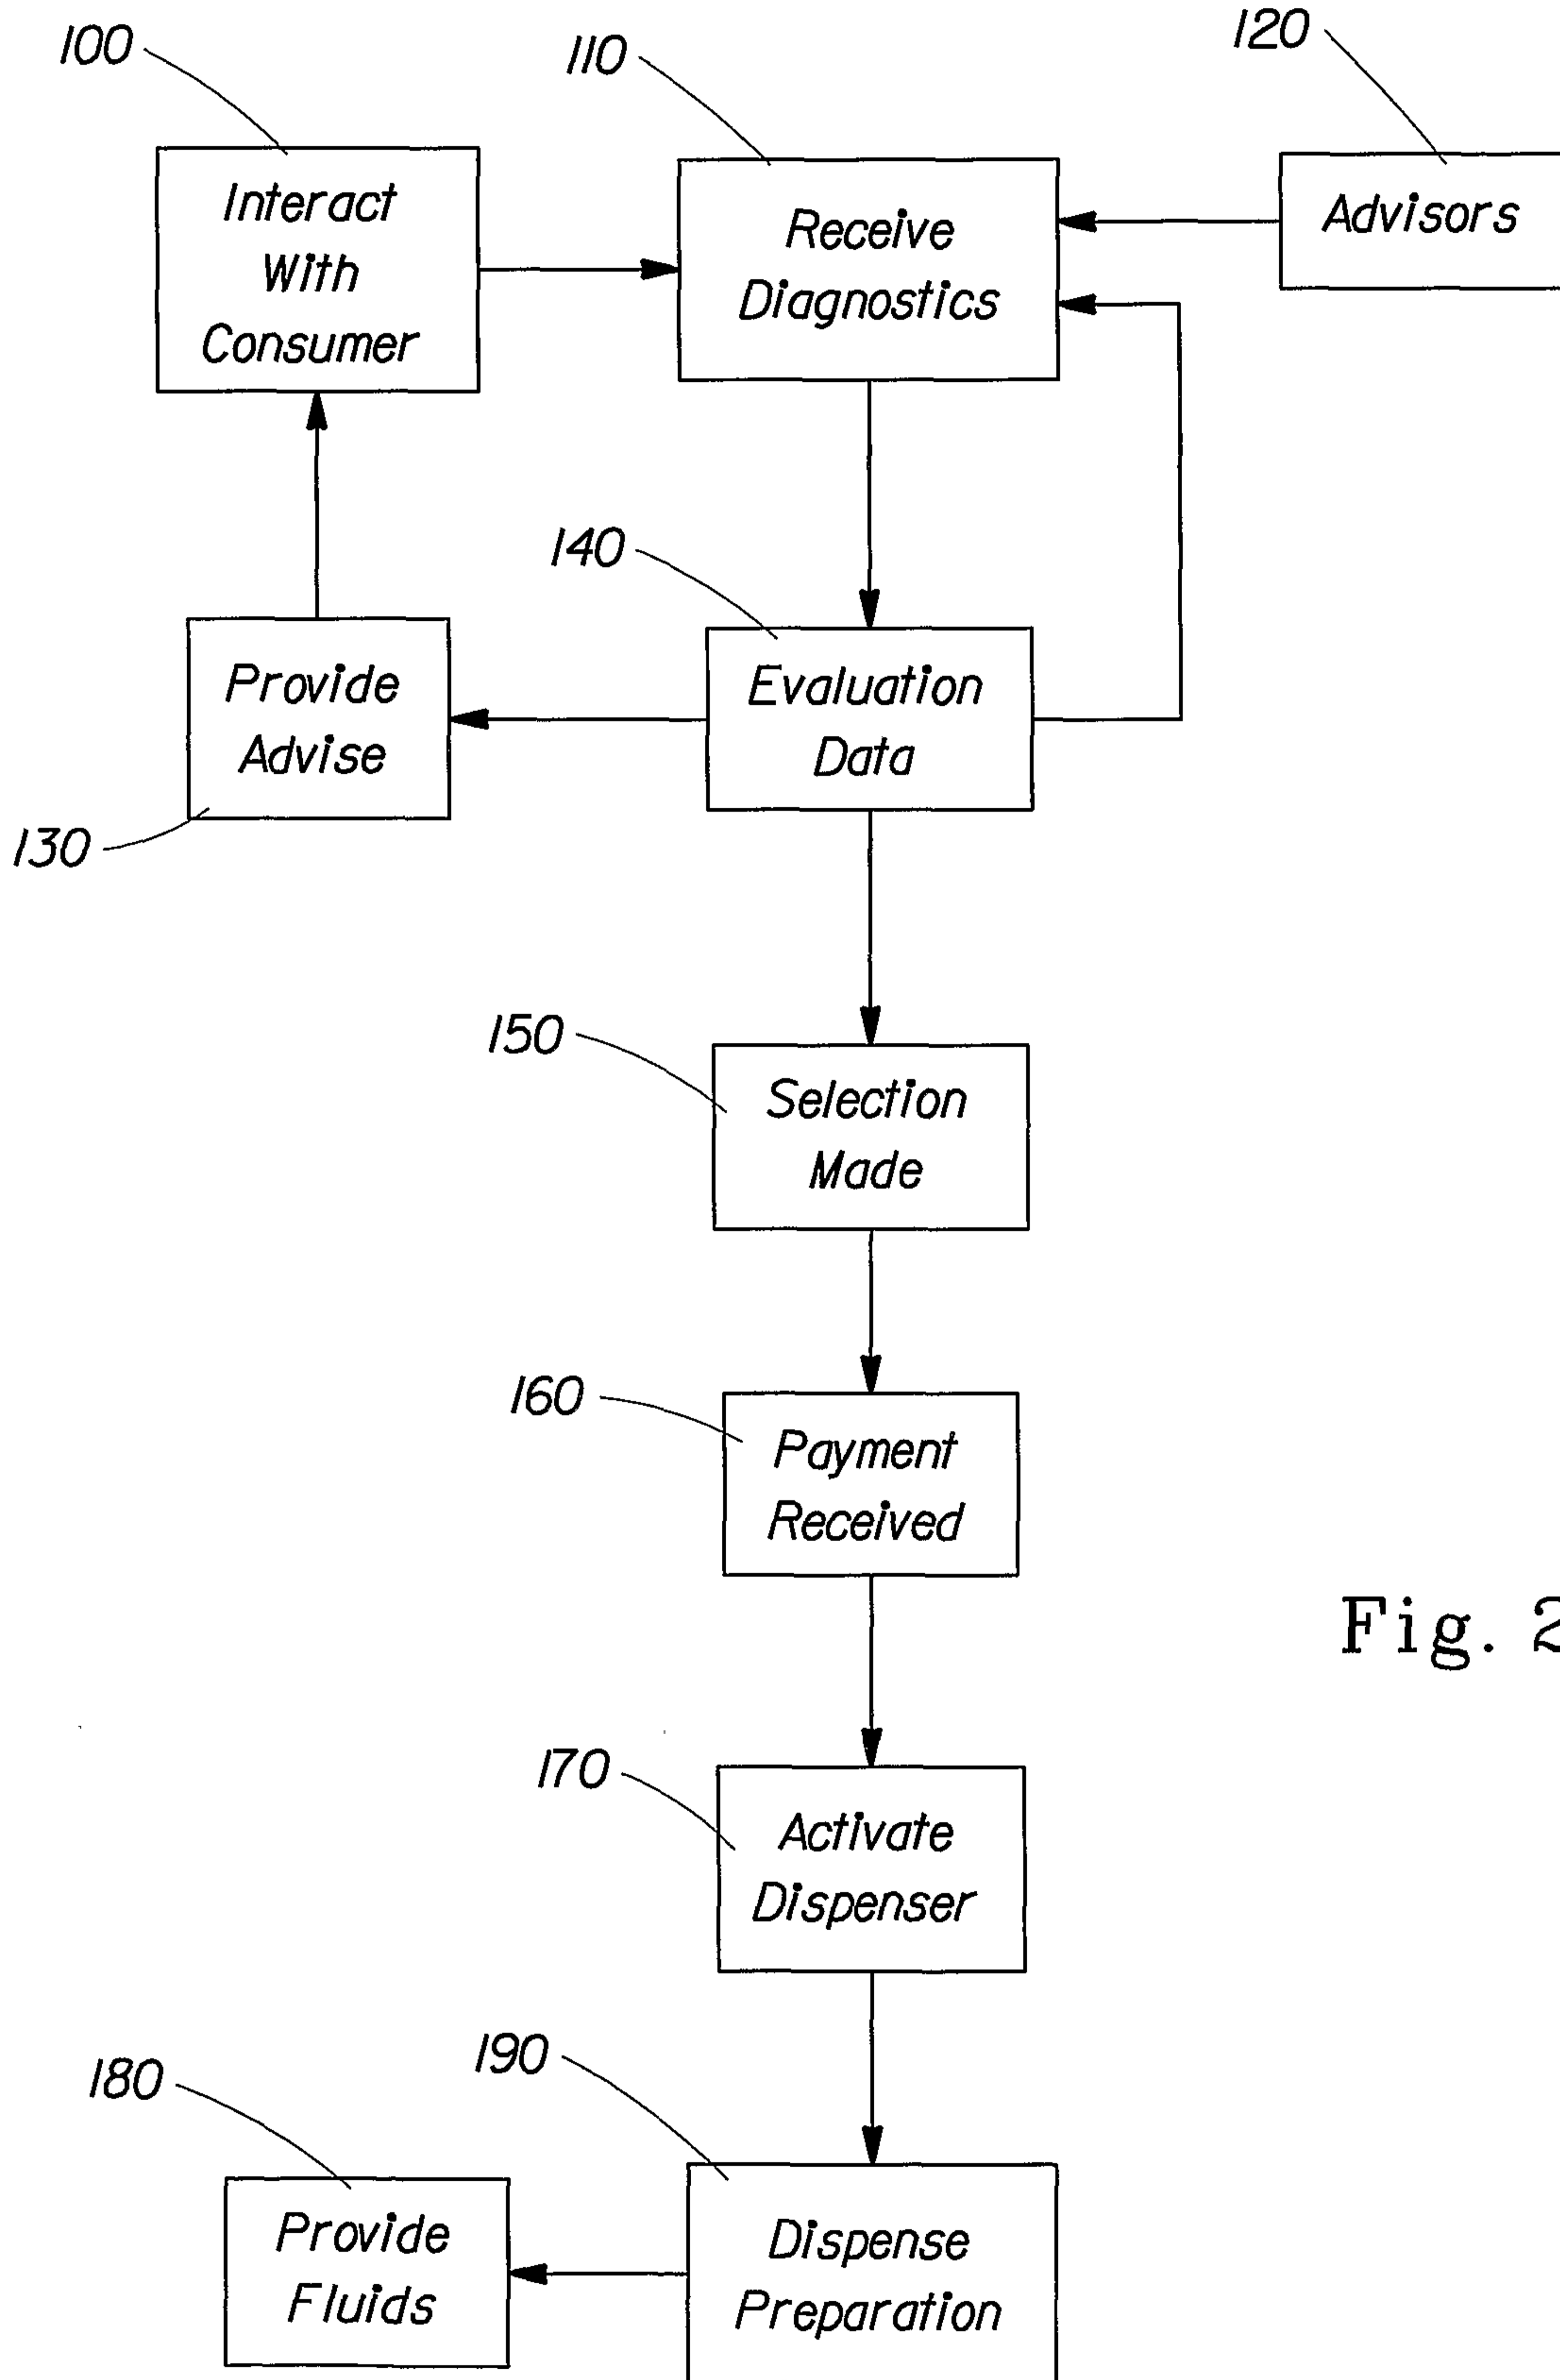 100
110
120
Interact
With
Consumer
Receive
Diagnostics
Advisors
140
Provide
Advise
Evaluation
Data
130
150
Selection
Made
160
Payment
Received
Fig. 2
170
Activate
Dispenser
180
190
Provide
Fluids
Dispense
Preparation